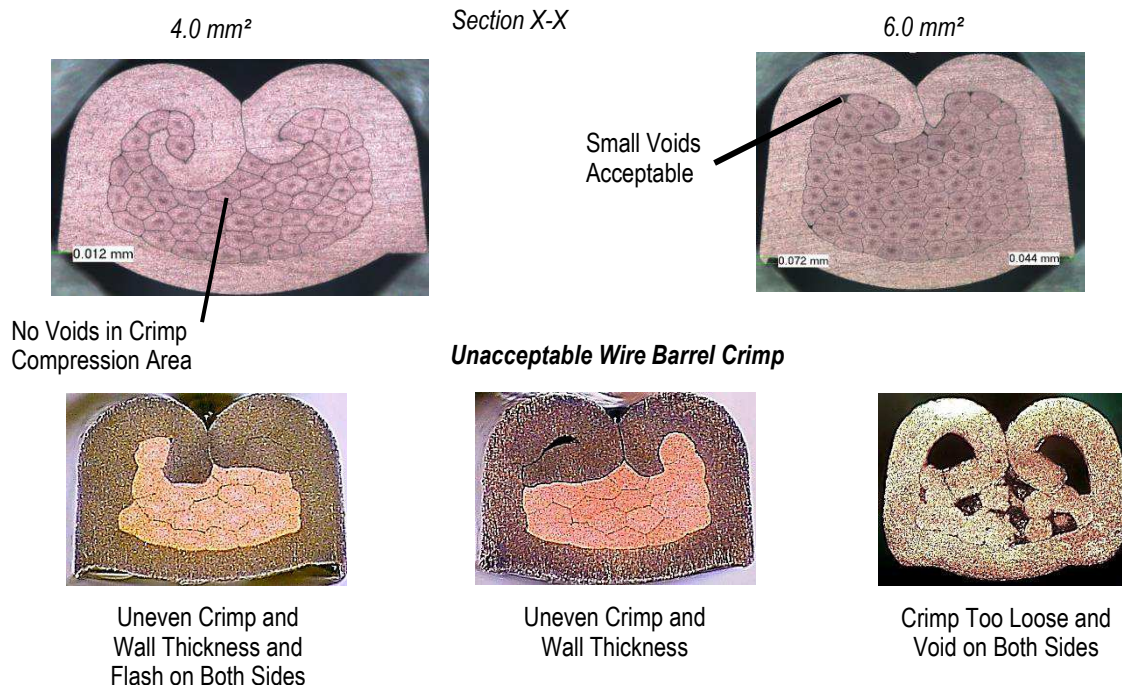 Section X-X
4.0 mm²
6.0 mm²
Small Voids
Acceptable
0.012 mm
0.072 mm
0.044 mm
No Voids in Crimp
Compression Area
Unacceptable Wire Barrel Crimp
Uneven Crimp and
Wall Thickness and
Flash on Both Sides
Uneven Crimp and
Wall Thickness
Crimp Too Loose and
Void on Both Sides